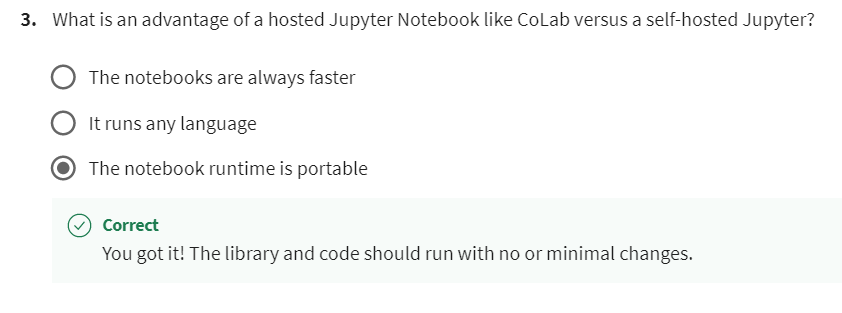 3. What is an advantage of a hosted Jupyter Notebook like CoLab versus a self-hosted Jupyter?
The notebooks are always faster
It runs any language
The notebook runtime is portable
Correct
You got it! The library and code should run with no or minimal changes.